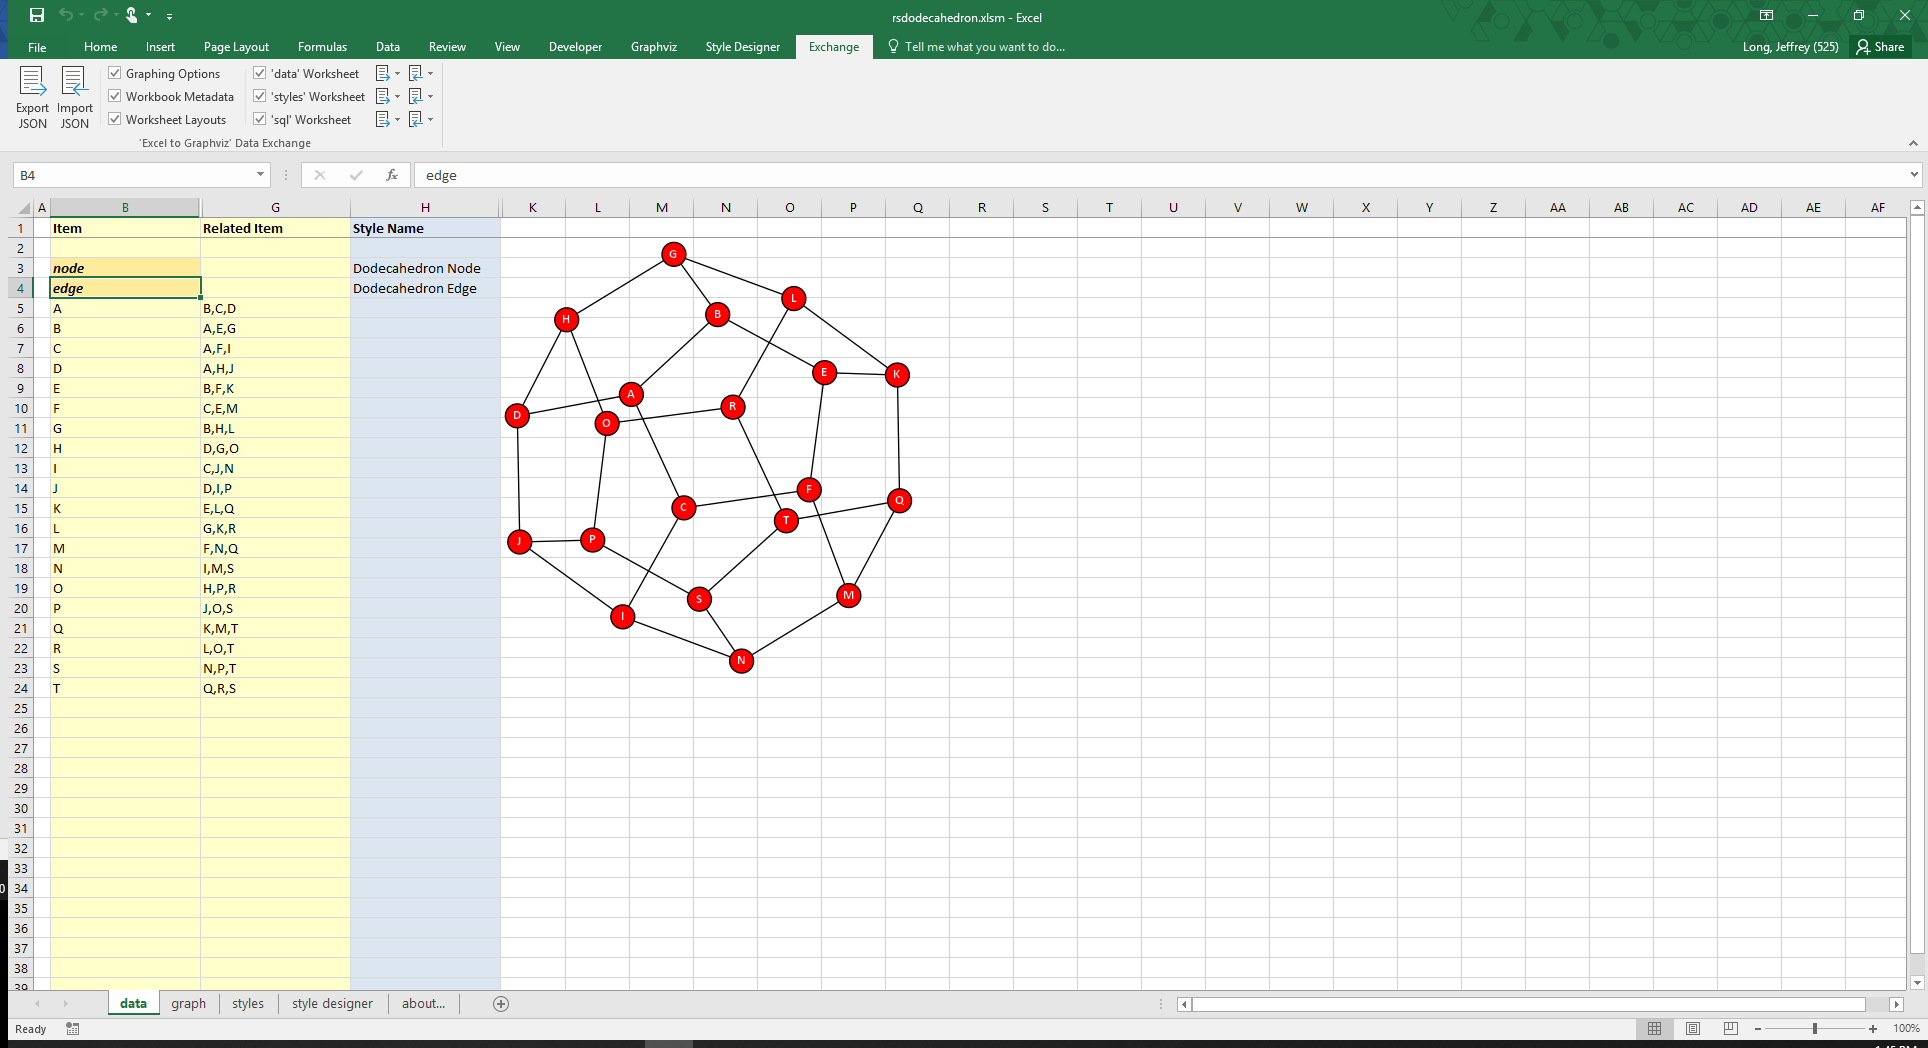 rsdodecahedron.xlsm - Excel
File Home Insert Page Layout Formulas Data Review View Developer Graphviz Style Designer Exchange Tell me what you want to do... Long, Jeffrey (525) Share
Export JSON
Import JSON
Graphing Options
Workbook Metadata
Worksheet Layouts
'data' Worksheet
'styles' Worksheet
'sql' Worksheet
'Excel to Graphviz' Data Exchange
B4 fx edge
A B G H K L M N O P Q R S T U V W X Y Z AA AB AC AD AE AF
1 Item Related Item Style Name
2
3 node Dodecahedron Node
4 edge Dodecahedron Edge
5 A B,C,D
6 B A,E,G
7 C A,F,I
8 D A,H,J
9 E B,F,K
10 F C,E,M
11 G B,H,L
12 H D,G,O
13 I C,J,N
14 J D,I,P
15 K E,L,Q
16 L G,K,R
17 M F,N,Q
18 N I,M,S
19 O H,P,R
20 P J,O,S
21 Q K,M,T
22 R L,O,T
23 S N,P,T
24 T Q,R,S
25
26
27
28
29
30
31
32
33
34
35
36
37
38
39
G
L
B
H
E
K
A
R
D
O
F
Q
C
T
P
J
M
S
I
N
data graph styles style designer about...
Ready 100%